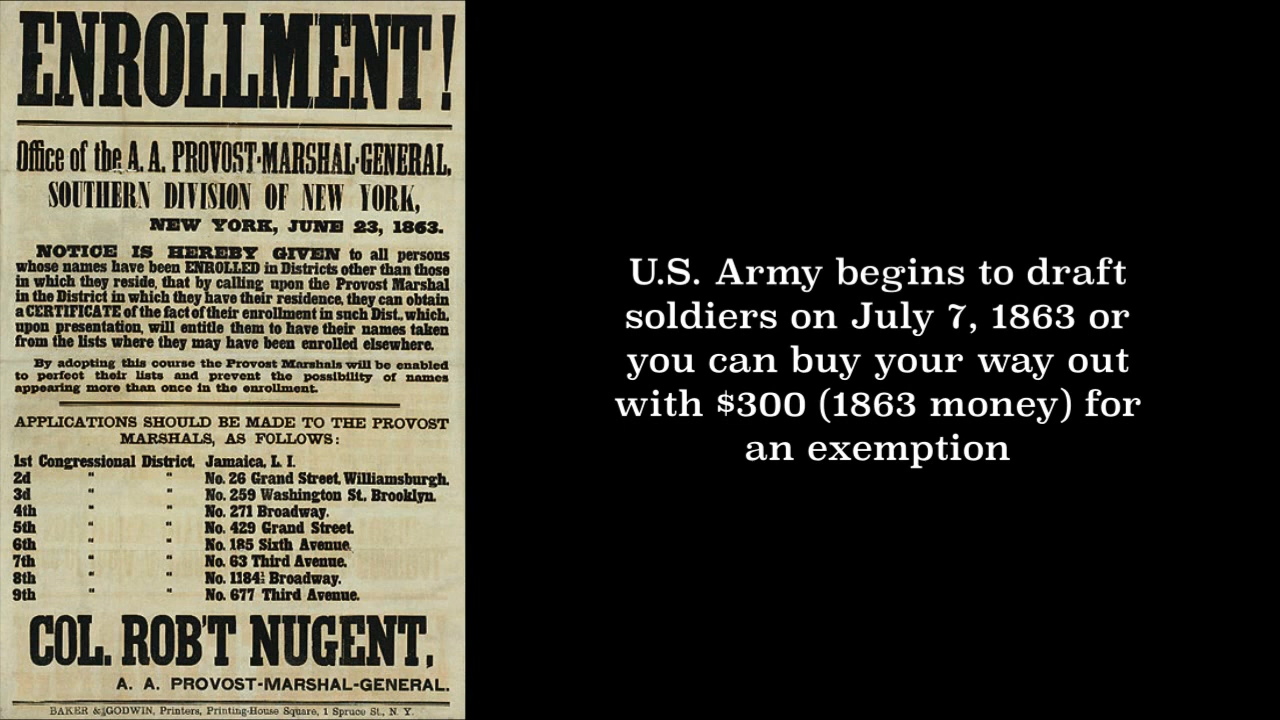 ENROLLMENT!
Office of the A. A. PROVOST-MARSHAL-GENERAL,
SOUTHERN DIVISION OF NEW YORK,
NEW YORK, JUNE 23, 1863.
NOTICE IS HEREBY GIVEN to all persons
whose names have been ENROLLED in Districts other than those
in which they reside, that by calling upon the Provost Marshal
in the District in which they have their residence, they can obtain
a CERTIFICATE of the fact of their enrollment in such Dist., which,
upon presentation, will entitle them to have their names taken
from the lists where they may have been enrolled elsewhere.
By adopting this course the Provost Marshals will be enabled
to perfect their lists and prevent the possibility of names
appearing more than once in the enrollment.
APPLICATIONS SHOULD BE MADE TO THE PROVOST
MARSHALS, AS FOLLOWS:
1st Congressional District, Jamaica, L. I.
2d " " No. 26 Grand Street, Williamsburgh.
3d " " No. 259 Washington St., Brooklyn.
4th " " No. 271 Broadway.
5th " " No. 429 Grand Street.
6th " " No. 185 Sixth Avenue.
7th " " No. 63 Third Avenue.
8th " " No. 1184½ Broadway.
9th " " No. 677 Third Avenue.
COL. ROB'T NUGENT,
A. A. PROVOST-MARSHAL-GENERAL.
BAKER & GODWIN, Printers, Printing-House Square, 1 Spruce St., N. Y.
U.S. Army begins to draft
soldiers on July 7, 1863 or
you can buy your way out
with $300 (1863 money) for
an exemption